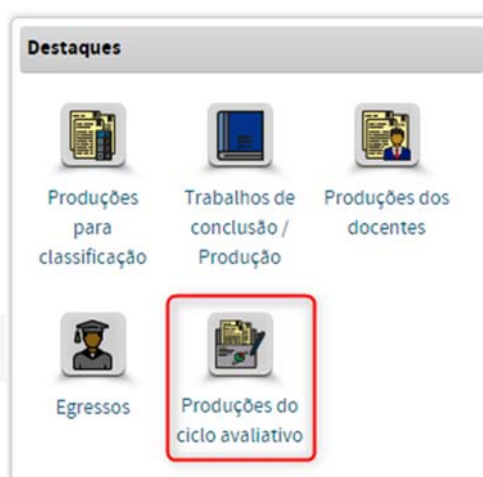 Destaques
Produções
para
classificação
Trabalhos de
conclusão /
Produção
Produções dos
docentes
Egressos
Produções do
ciclo avaliativo